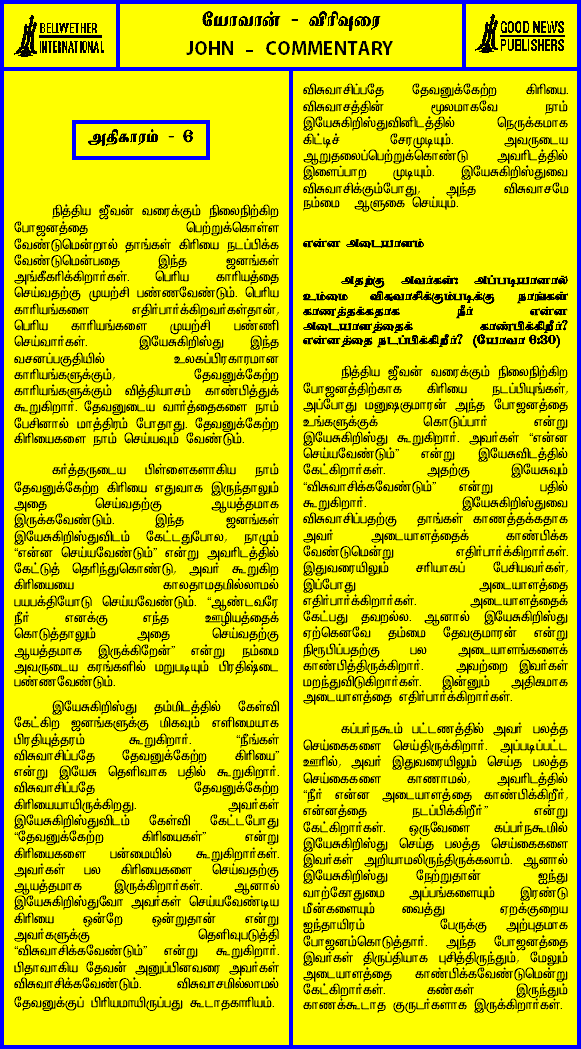 BELWETHER
INTERNATIONAL
யோவான் - விரிவுரை
JOHN - COMMENTARY
GOOD NEWS
PUBLISHERS
அதிகாரம் - 6
நித்திய ஜீவன் வரைக்கும் நிலைநிற்கிற
போஜனத்தை பெற்றுக்கொள்ள
வேண்டுமென்றால் தாங்கள் கிரியை நடப்பிக்க
வேண்டுமென்பதை இந்த ஜனங்கள்
அங்கீகரிக்கிறார்கள். பெரிய காரியத்தை
செய்வதற்கு முயற்சி பண்ணவேண்டும். பெரிய
காரியங்களை எதிர்பார்க்கிறவர்கள்தான்,
பெரிய காரியங்களை முயற்சி பண்ணி
செய்வார்கள். இயேசுகிறிஸ்து இந்த
வசனப்பகுதியில் உலகப்பிரகாரமான
காரியங்களுக்கும், தேவனுக்கேற்ற
காரியங்களுக்கும் வித்தியாசம் காண்பித்துக்
கூறுகிறார். தேவனுடைய வார்த்தைகளை நாம்
பேசினால் மாத்திரம் போதாது. தேவனுக்கேற்ற
கிரியைகளை நாம் செய்யவும் வேண்டும்.
கர்த்தருடைய பிள்ளைகளாகிய நாம்
தேவனுக்கேற்ற கிரியை எதுவாக இருந்தாலும்
அதை செய்வதற்கு ஆயத்தமாக
இருக்கவேண்டும். இந்த ஜனங்கள்
இயேசுகிறிஸ்துவிடம் கேட்டதுபோல, நாமும்
"என்ன செய்யவேண்டும்" என்று அவரிடத்தில்
கேட்டுத் தெரிந்துகொண்டு, அவர் கூறுகிற
கிரியையை காலதாமதமில்லாமல்
பயபக்தியோடு செய்யவேண்டும். "ஆண்டவரே
நீர் எனக்கு எந்த ஊழியத்தைக்
கொடுத்தாலும் அதை செய்வதற்கு
ஆயத்தமாக இருக்கிறேன்" என்று நம்மை
அவருடைய கரங்களில் மறுபடியும் பிரதிஷ்டை
பண்ணவேண்டும்.
இயேசுகிறிஸ்து தம்மிடத்தில் கேள்வி
கேட்கிற ஜனங்களுக்கு மிகவும் எளிமையாக
பிரதியுத்தரம் கூறுகிறார். "நீங்கள்
விசுவாசிப்பதே தேவனுக்கேற்ற கிரியை"
என்று இயேசு தெளிவாக பதில் கூறுகிறார்.
விசுவாசிப்பதே தேவனுக்கேற்ற
கிரியையாயிருக்கிறது. அவர்கள்
இயேசுகிறிஸ்துவிடம் கேள்வி கேட்டபோது
"தேவனுக்கேற்ற கிரியைகள்" என்று
கிரியைகளை பன்மையில் கூறுகிறார்கள்.
அவர்கள் பல கிரியைகளை செய்வதற்கு
ஆயத்தமாக இருக்கிறார்கள். ஆனால்
இயேசுகிறிஸ்துவோ அவர்கள் செய்யவேண்டிய
கிரியை ஒன்றே ஒன்றுதான் என்று
அவர்களுக்கு தெளிவுபடுத்தி
"விசுவாசிக்கவேண்டும்" என்று கூறுகிறார்.
பிதாவாகிய தேவன் அனுப்பினவரை அவர்கள்
விசுவாசிக்கவேண்டும். விசுவாசமில்லாமல்
தேவனுக்குப் பிரியமாயிருப்பது கூடாதகாரியம்.
விசுவாசிப்பதே தேவனுக்கேற்ற கிரியை.
விசுவாசத்தின் மூலமாகவே நாம்
இயேசுகிறிஸ்துவினிடத்தில் நெருக்கமாக
கிட்டிச் சேரமுடியும். அவருடைய
ஆறுதலைப்பெற்றுக்கொண்டு அவரிடத்தில்
இளைப்பாற முடியும். இயேசுகிறிஸ்துவை
விசுவாசிக்கும்போது, அந்த விசுவாசமே
நம்மை ஆளுகை செய்யும்.
என்ன அடையாளம்
அதற்கு அவர்கள்: அப்படியானால்
உம்மை விசுவாசிக்கும்படிக்கு நாங்கள்
காணத்தக்கதாக நீர் என்ன
அடையாளத்தைக் காண்பிக்கிறீர்?
என்னத்தை நடப்பிக்கிறீர்? (யோவா 6:30)
நித்திய ஜீவன் வரைக்கும் நிலைநிற்கிற
போஜனத்திற்காக கிரியை நடப்பியுங்கள்,
அப்போது மனுஷகுமாரன் அந்த போஜனத்தை
உங்களுக்குக் கொடுப்பார் என்று
இயேசுகிறிஸ்து கூறுகிறார். அவர்கள் "என்ன
செய்யவேண்டும்" என்று இயேசுவிடத்தில்
கேட்கிறார்கள். அதற்கு இயேசுவும்
"விசுவாசிக்கவேண்டும்" என்று பதில்
கூறுகிறார். இயேசுகிறிஸ்துவை
விசுவாசிப்பதற்கு தாங்கள் காணத்தக்கதாக
அவர் அடையாளத்தைக் காண்பிக்க
வேண்டுமென்று எதிர்பார்க்கிறார்கள்.
இதுவரையிலும் சரியாகப் பேசியவர்கள்,
இப்போது அடையாளத்தை
எதிர்பார்க்கிறார்கள். அடையாளத்தைக்
கேட்பது தவறல்ல. ஆனால் இயேசுகிறிஸ்து
ஏற்கெனவே தம்மை தேவகுமாரன் என்று
நிரூபிப்பதற்கு பல அடையாளங்களைக்
காண்பித்திருக்கிறார். அவற்றை இவர்கள்
மறந்துவிடுகிறார்கள். இன்னும் அதிகமாக
அடையாளத்தை எதிர்பார்க்கிறார்கள்.
கப்பர்நகூம் பட்டணத்தில் அவர் பலத்த
செய்கைகளை செய்திருக்கிறார். அப்படிப்பட்ட
ஊரில், அவர் இதுவரையிலும் செய்த பலத்த
செய்கைகளை காணாமல், அவரிடத்தில்
"நீர் என்ன அடையாளத்தை காண்பிக்கிறீர்,
என்னத்தை நடப்பிக்கிறீர்" என்று
கேட்கிறார்கள். ஒருவேளை கப்பர்நகூமில்
இயேசுகிறிஸ்து செய்த பலத்த செய்கைகளை
இவர்கள் அறியாமலிருந்திருக்கலாம். ஆனால்
இயேசுகிறிஸ்து நேற்றுதான் ஐந்து
வாற்கோதுமை அப்பங்களையும் இரண்டு
மீன்களையும் வைத்து ஏறக்குறைய
ஐந்தாயிரம் பேருக்கு அற்புதமாக
போஜனம்கொடுத்தார். அந்த போஜனத்தை
இவர்கள் திருப்தியாக புசித்திருந்தும், மேலும்
அடையாளத்தை காண்பிக்கவேண்டுமென்று
கேட்கிறார்கள். கண்கள் இருந்தும்
காணக்கூடாத குருடர்களாக இருக்கிறார்கள்.